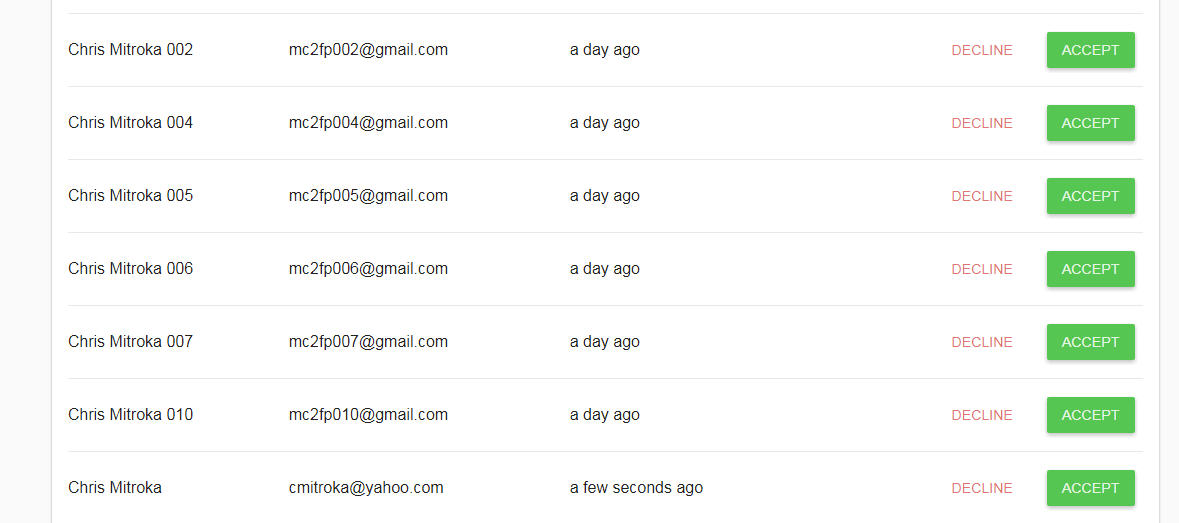 Chris Mitroka 002 mc2fp002@gmail.com a day ago DECLINE ACCEPT
Chris Mitroka 004 mc2fp004@gmail.com a day ago DECLINE ACCEPT
Chris Mitroka 005 mc2fp005@gmail.com a day ago DECLINE ACCEPT
Chris Mitroka 006 mc2fp006@gmail.com a day ago DECLINE ACCEPT
Chris Mitroka 007 mc2fp007@gmail.com a day ago DECLINE ACCEPT
Chris Mitroka 010 mc2fp010@gmail.com a day ago DECLINE ACCEPT
Chris Mitroka cmitroka@yahoo.com a few seconds ago DECLINE ACCEPT